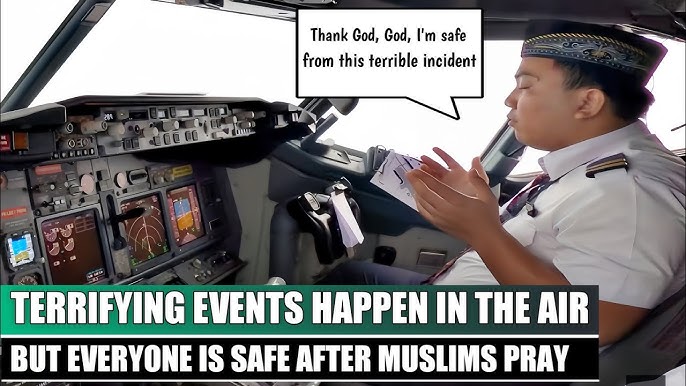 Thank God, God, I'm safe
from this terrible incident
TERRIFYING EVENTS HAPPEN IN THE AIR
BUT EVERYONE IS SAFE AFTER MUSLIMS PRAY